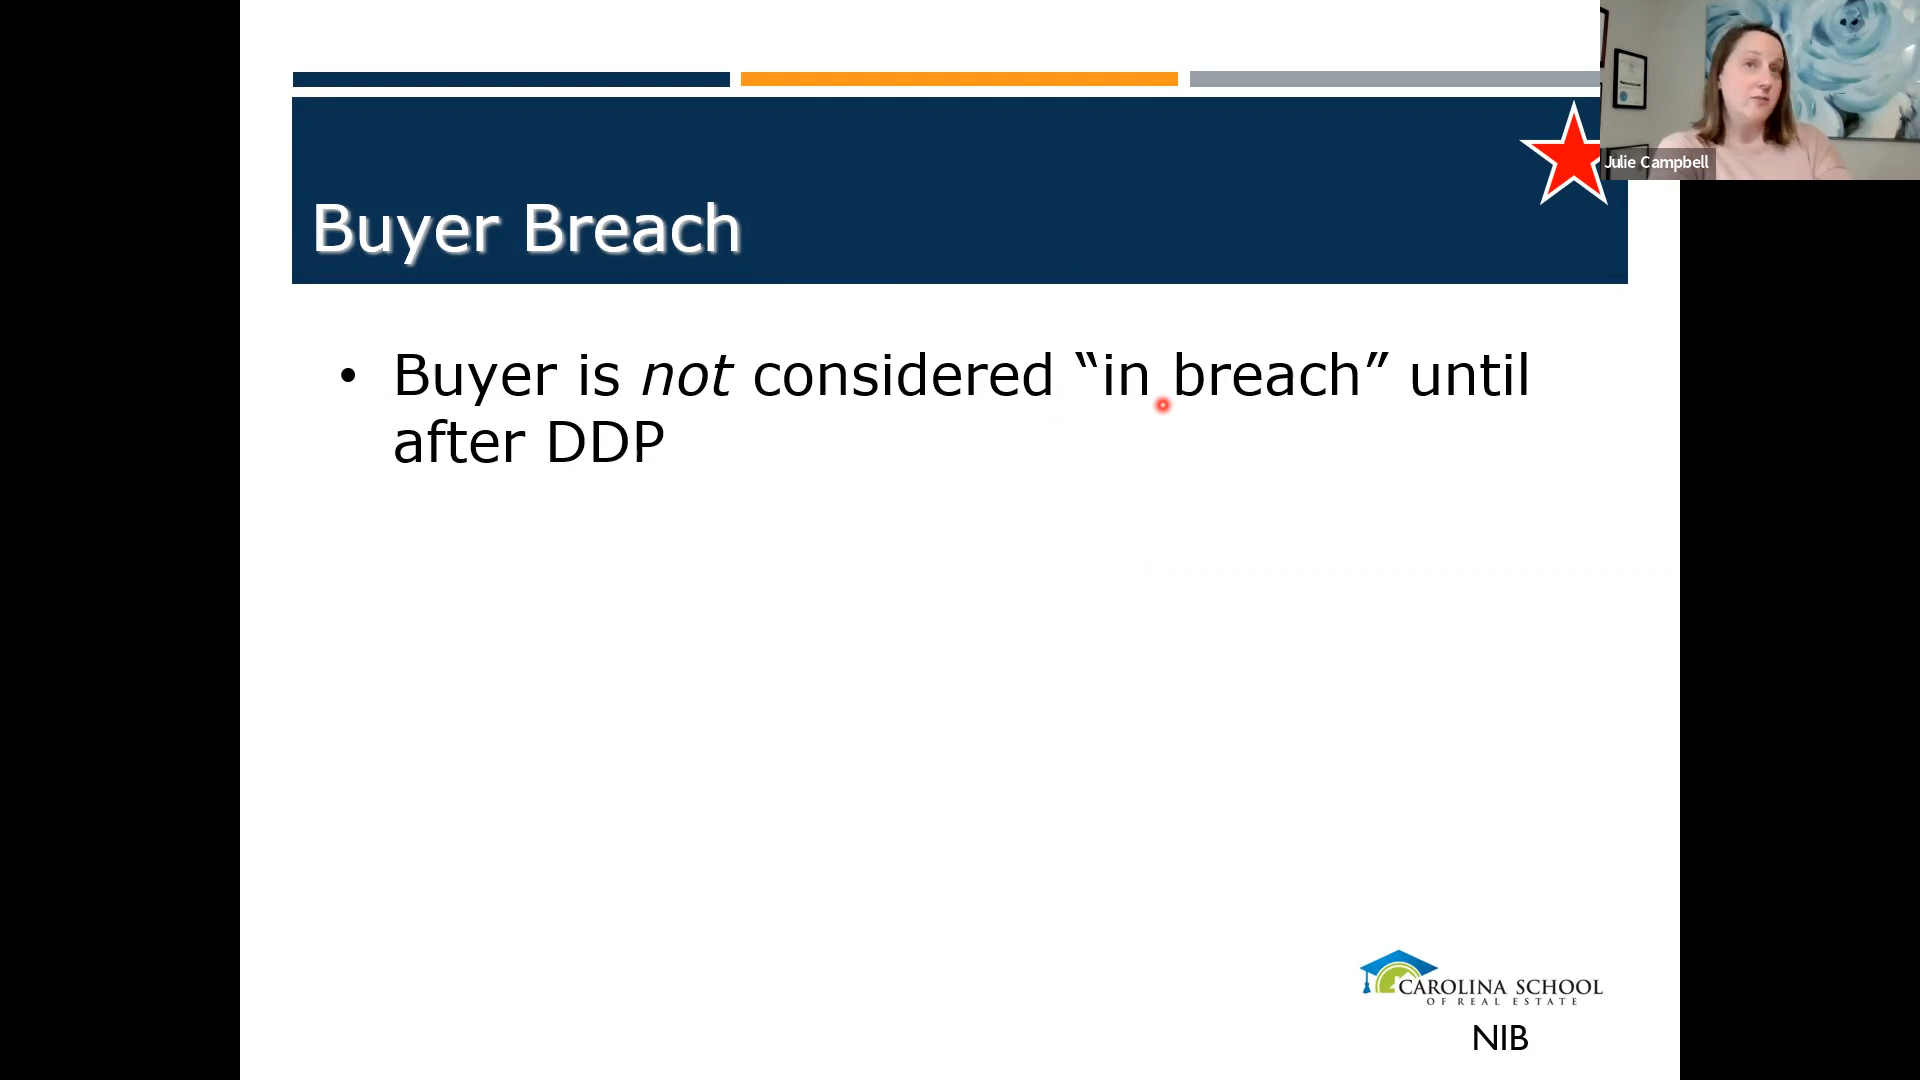 Julie Campbell
Buyer Breach
• Buyer is not considered “in breach” until
after DDP
CAROLINA SCHOOL
OF REAL ESTATE
NIB